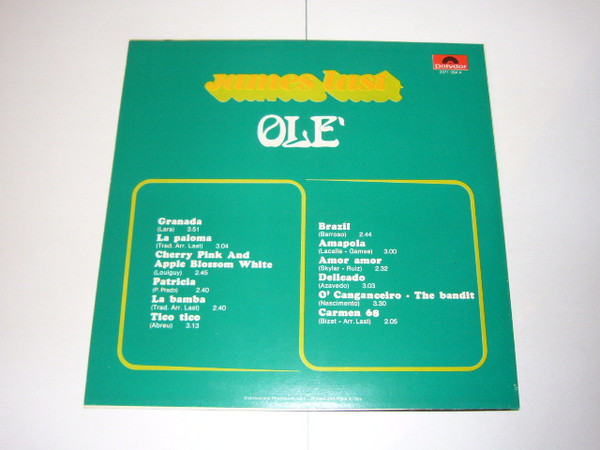 james last
Polydor
OLE'
Granada
(Lara) 3.51
La paloma
(Trad. Arr. Last) 3.04
Cherry Pink And
Apple Blossom White
(Louiguy) 2.45
Patricia
(P. Prado) 2.40
La bamba
(Trad. Arr. Last) 2.40
Tico tico
(Abreu) 3.13
Brazil
(Barroso) 2.44
Amapola
(Lacalle - Gamse) 3.00
Amor amor
(Skylar - Ruiz) 2.32
Delicado
(Azavedo) 3.03
O' Canganceiro - The bandit
(Nascimento) 3.30
Carmen 68
(Bizet - Arr. Last) 2.05